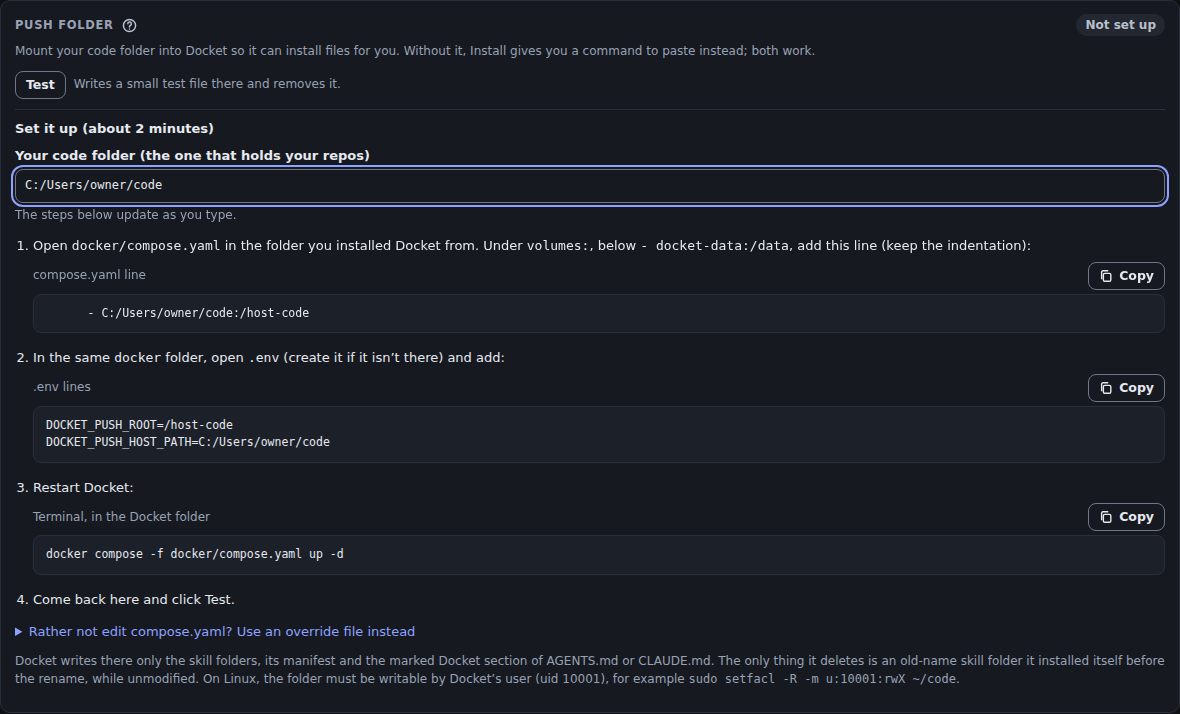 PUSH FOLDER ?
Not set up
Mount your code folder into Docket so it can install files for you. Without it, Install gives you a command to paste instead; both work.
Test Writes a small test file there and removes it.
Set it up (about 2 minutes)
Your code folder (the one that holds your repos)
C:/Users/owner/code
The steps below update as you type.
1. Open docker/compose.yaml in the folder you installed Docket from. Under volumes:, below - docket-data:/data, add this line (keep the indentation):
compose.yaml line
Copy
- C:/Users/owner/code:/host-code
2. In the same docker folder, open .env (create it if it isn’t there) and add:
.env lines
Copy
DOCKET_PUSH_ROOT=/host-code
DOCKET_PUSH_HOST_PATH=C:/Users/owner/code
3. Restart Docket:
Terminal, in the Docket folder
Copy
docker compose -f docker/compose.yaml up -d
4. Come back here and click Test.
Rather not edit compose.yaml? Use an override file instead
Docket writes there only the skill folders, its manifest and the marked Docket section of AGENTS.md or CLAUDE.md. The only thing it deletes is an old-name skill folder it installed itself before
the rename, while unmodified. On Linux, the folder must be writable by Docket’s user (uid 10001), for example sudo setfacl -R -m u:10001:rwX ~/code.